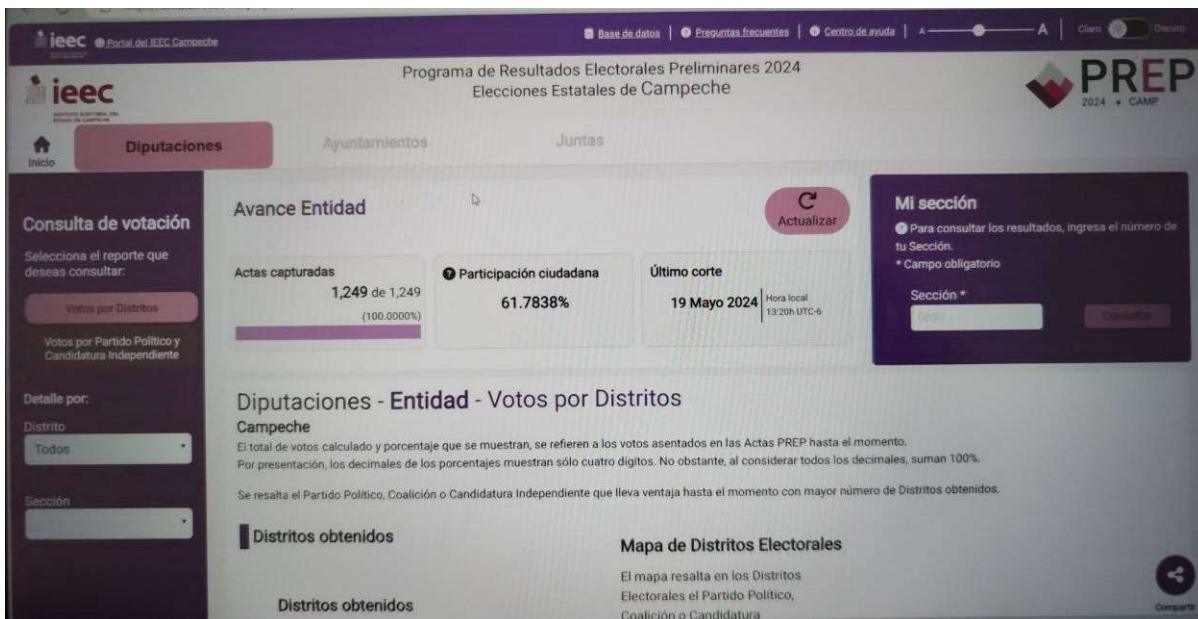 ieec
Portal del IEEC Campeche
Base de datos
Preguntas frecuentes
Centro de ayuda
A
A
Claro
Oscuro
ieec
INSTITUTO ELECTORAL DEL
ESTADO DE CAMPECHE
Programa de Resultados Electorales Preliminares 2024
Elecciones Estatales de Campeche
PREP
2024 • CAMP
Inicio
Diputaciones
Ayuntamientos
Juntas
Consulta de votación
Selecciona el reporte que
deseas consultar:
Votos por Distritos
Votos por Partido Político y
Candidatura Independiente
Detalle por:
Distrito
Todos
Sección
Avance Entidad
Actualizar
Actas capturadas
1,249 de 1,249
(100.0000%)
Participación ciudadana
61.7838%
Último corte
19 Mayo 2024
Hora local
13:20h UTC-6
Mi sección
Para consultar los resultados, ingresa el número de
tu Sección.
* Campo obligatorio
Sección *
0000
Consultar
Diputaciones - Entidad - Votos por Distritos
Campeche
El total de votos calculado y porcentaje que se muestran, se refieren a los votos asentados en las Actas PREP hasta el momento.
Por presentación, los decimales de los porcentajes muestran sólo cuatro dígitos. No obstante, al considerar todos los decimales, suman 100%.
Se resalta el Partido Político, Coalición o Candidatura Independiente que lleva ventaja hasta el momento con mayor número de Distritos obtenidos.
Distritos obtenidos
Distritos obtenidos
Mapa de Distritos Electorales
El mapa resalta en los Distritos
Electorales el Partido Político,
Coalición o Candidatura
Compartir